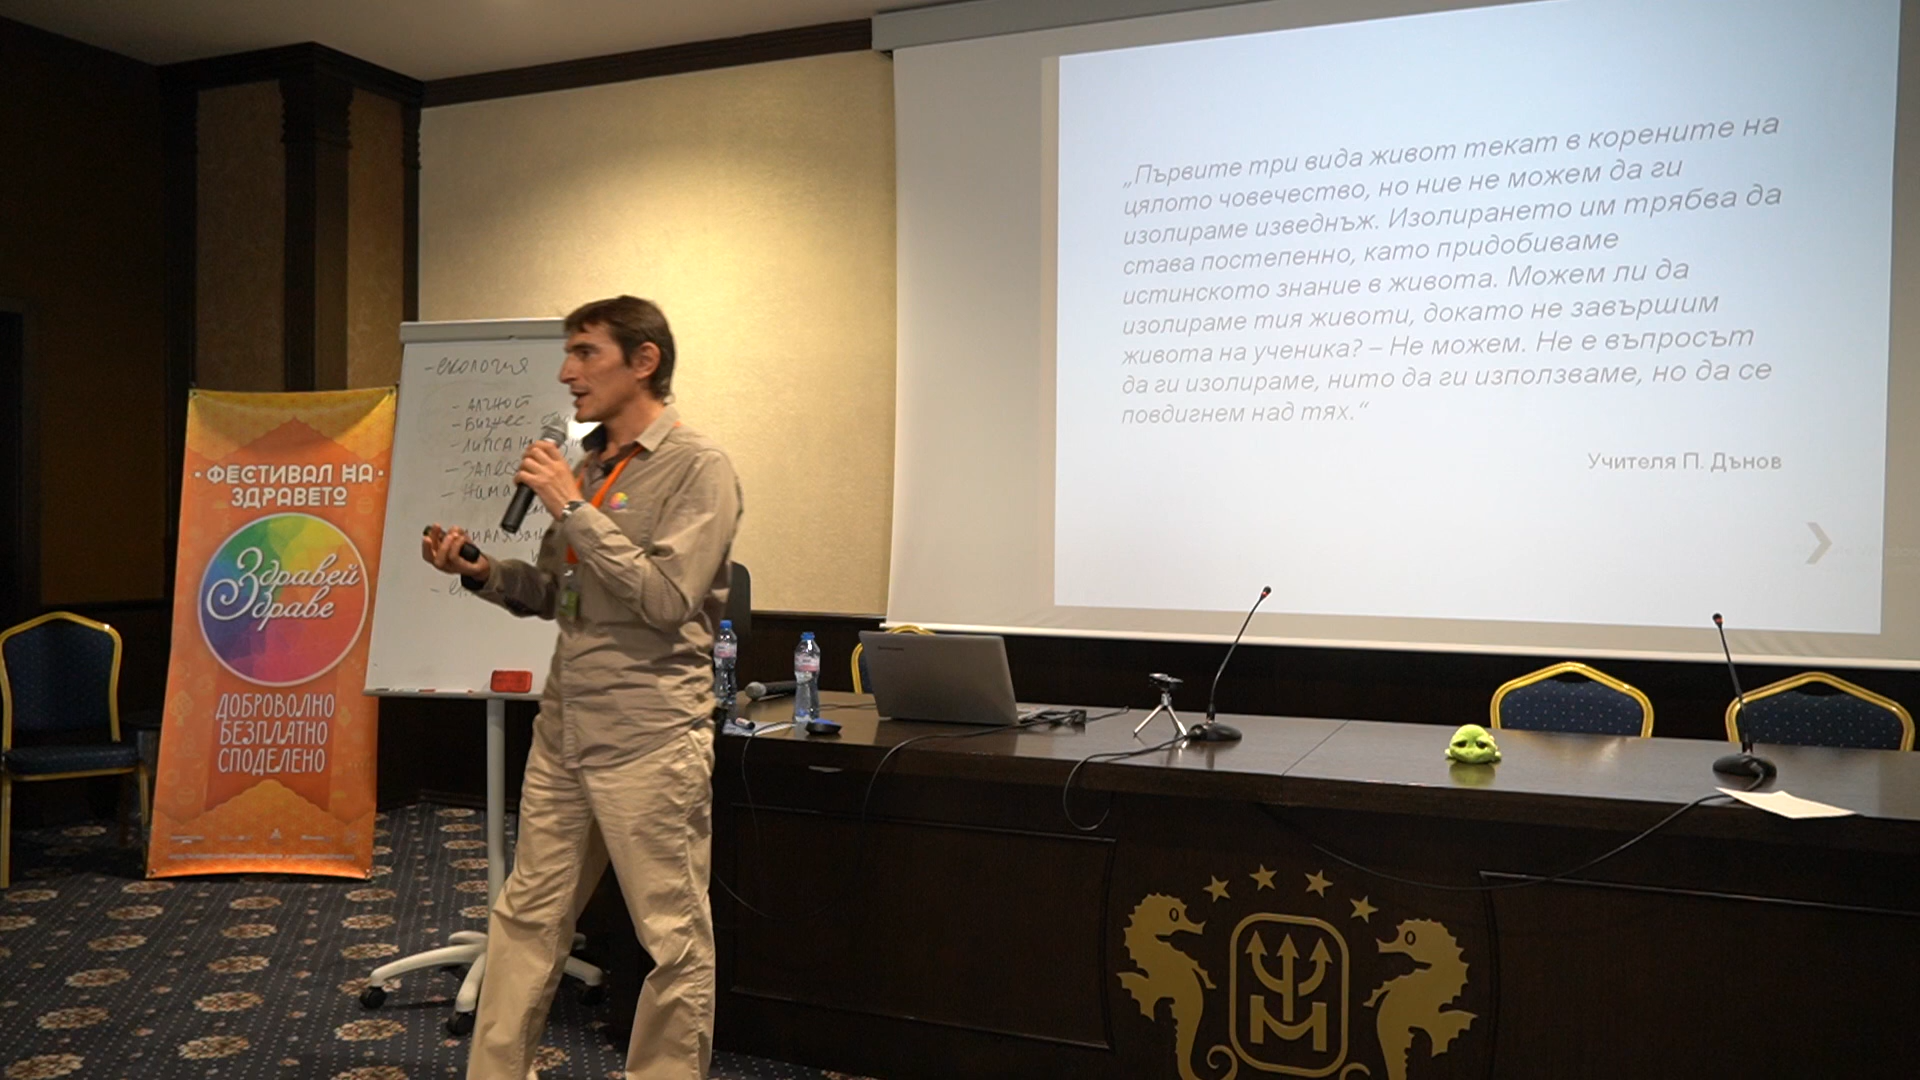 „Първите три вида живот текат в корените на
цялото човечество, но ние не можем да ги
изолираме изведнъж. Изолирането им трябва да
става постепенно, като придобиваме
истинското знание в живота. Можем ли да
изолираме тия животи, докато не завършим
живота на ученика? – Не можем. Не е въпросът
да ги изолираме, нито да ги използваме, но да се
повдигнем над тях.“
Учителя П. Дънов
- екология
- Алчност
- Бизнес -
- Липса на
• ФЕСТИВАЛ НА •
ЗДРАВЕТО
Здравей
Здраве
ДОБРОВОЛНО
БЕЗПЛАТНО
СПОДЕЛЕНО
М